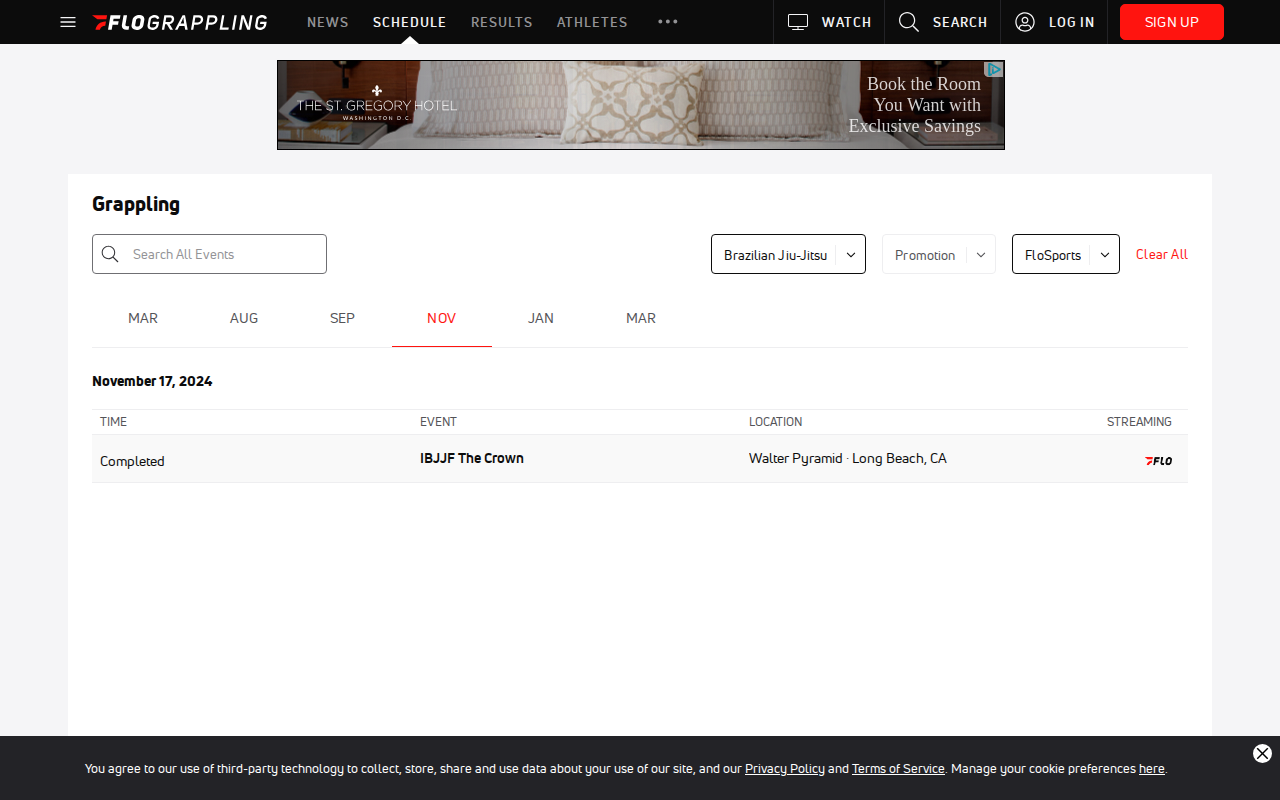 FLOGRAPPLING NEWS SCHEDULE RESULTS ATHLETES WATCH SEARCH LOG IN SIGN UP
THE ST. GREGORY HOTEL
WASHINGTON D.C.
Book the Room
You Want with
Exclusive Savings
Grappling
Search All Events Brazilian Jiu-Jitsu Promotion FloSports Clear All
MAR AUG SEP NOV JAN MAR
November 17, 2024
TIME EVENT LOCATION STREAMING
Completed IBJJF The Crown Walter Pyramid · Long Beach, CA FLO
You agree to our use of third-party technology to collect, store, share and use data about your use of our site, and our Privacy Policy and Terms of Service. Manage your cookie preferences here.